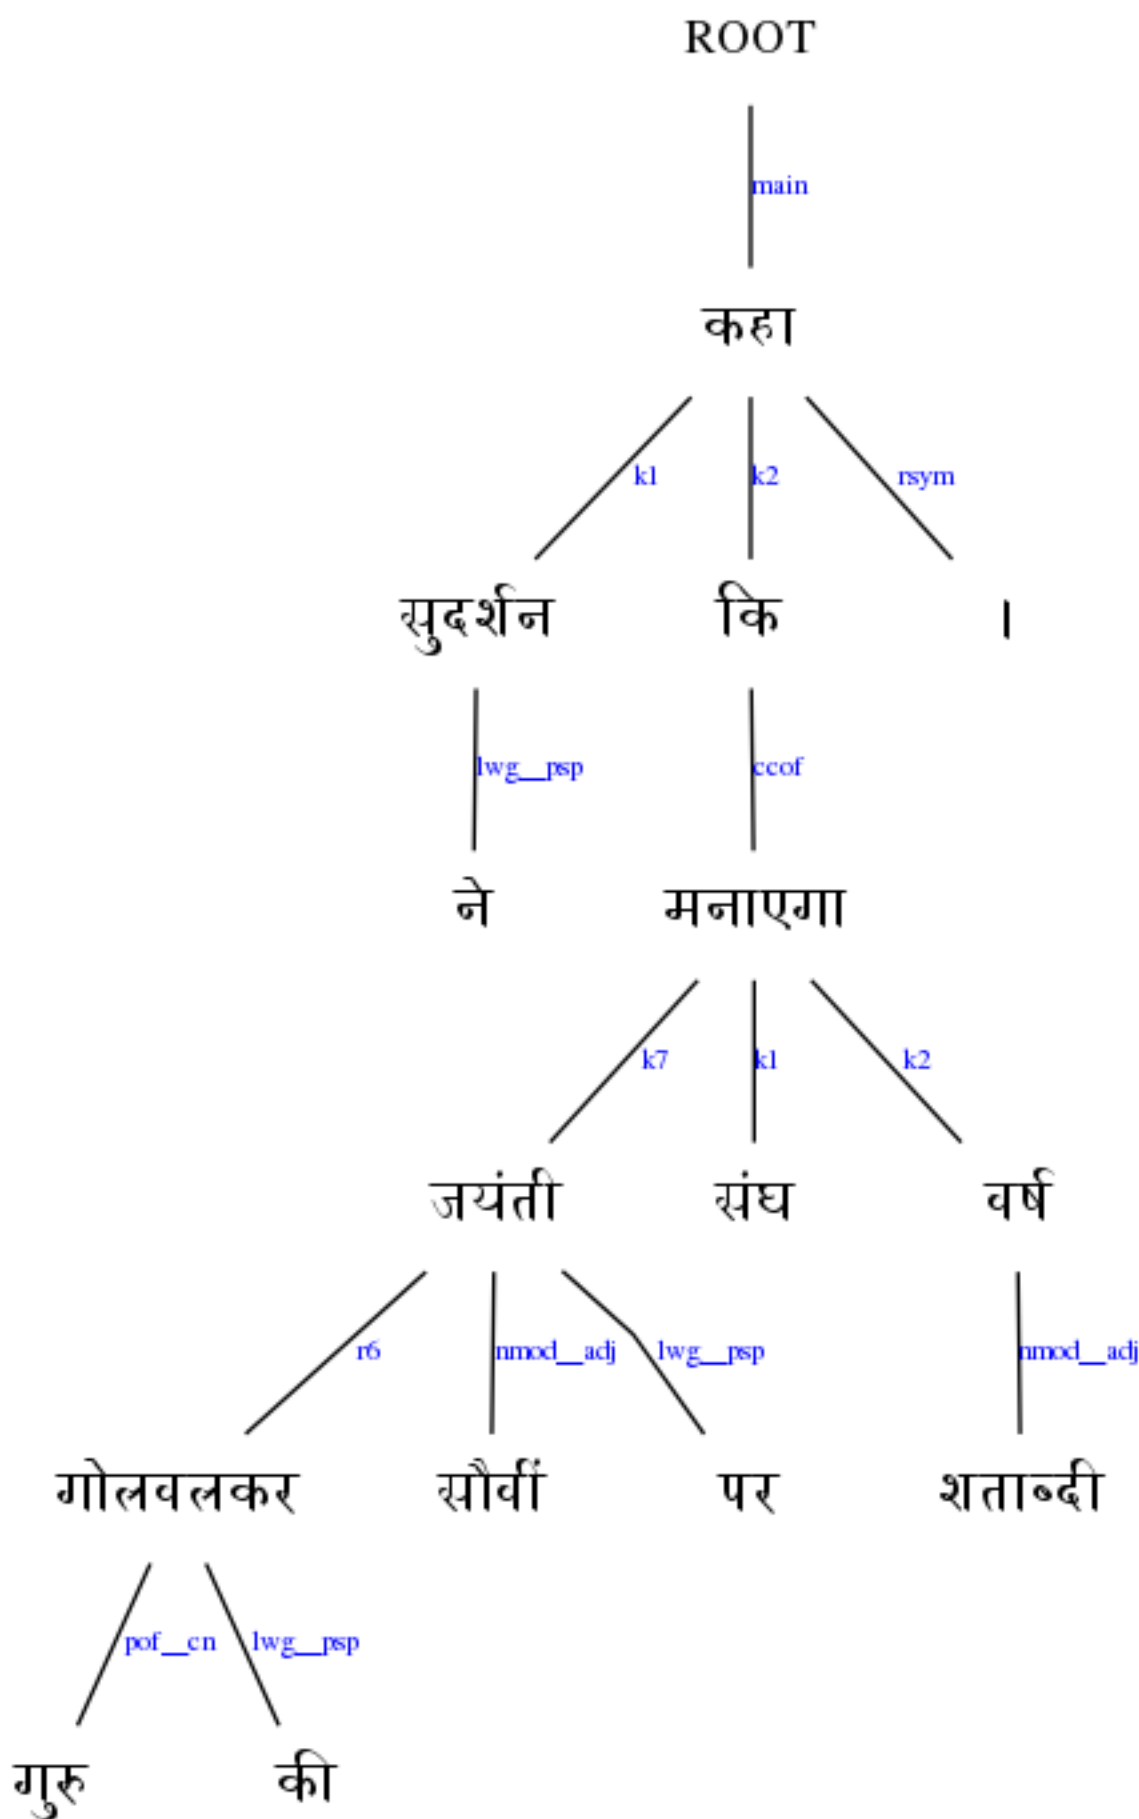 ROOT
main
कहा
k1 k2 rsym
सुदर्शन कि ।
lwg__psp ccof
ने मनाएगा
k7 k1 k2
जयंती संघ वर्ष
r6 nmod__adj lwg__psp nmod__adj
गोलवलकर सौवीं पर शताब्दी
pof__cn lwg__psp
गुरु की